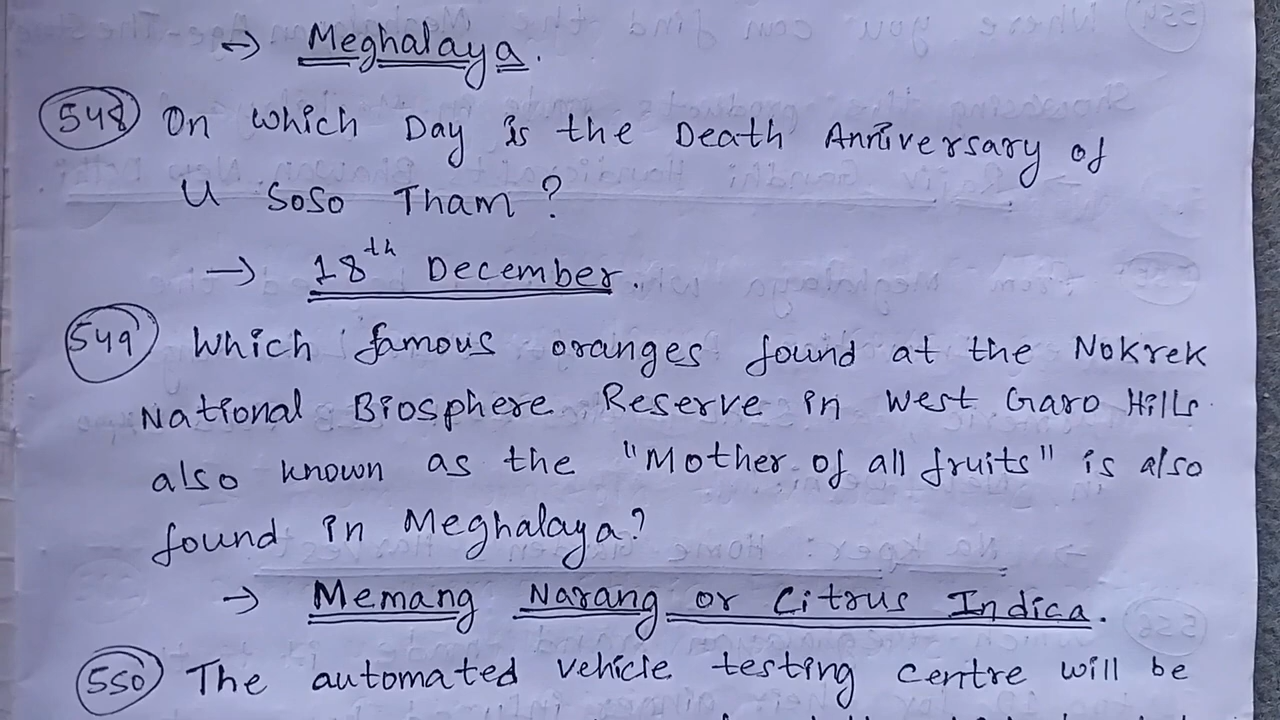 → Meghalaya.
548 On which Day is the Death Anniversary of
U SoSo Tham?
→ 18th December.
549 Which famous oranges found at the Nokrek
National Biosphere Reserve in West Garo Hills
also known as the "Mother of all fruits" is also
found in Meghalaya?
→ Memang Narang or Citrus Indica.
550 The automated vehicle testing centre will be